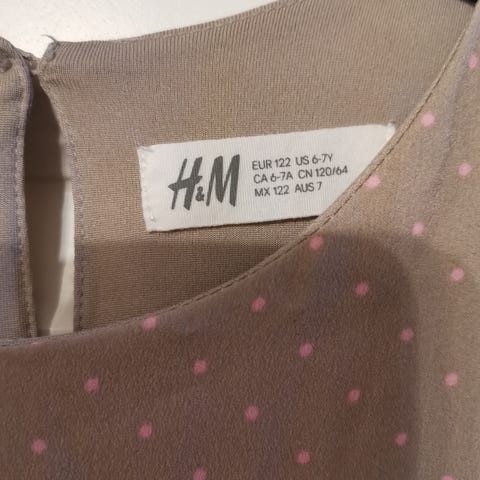 H&M
EUR 122 US 6-7Y
CA 6-7A CN 120/64
MX 122 AUS 7